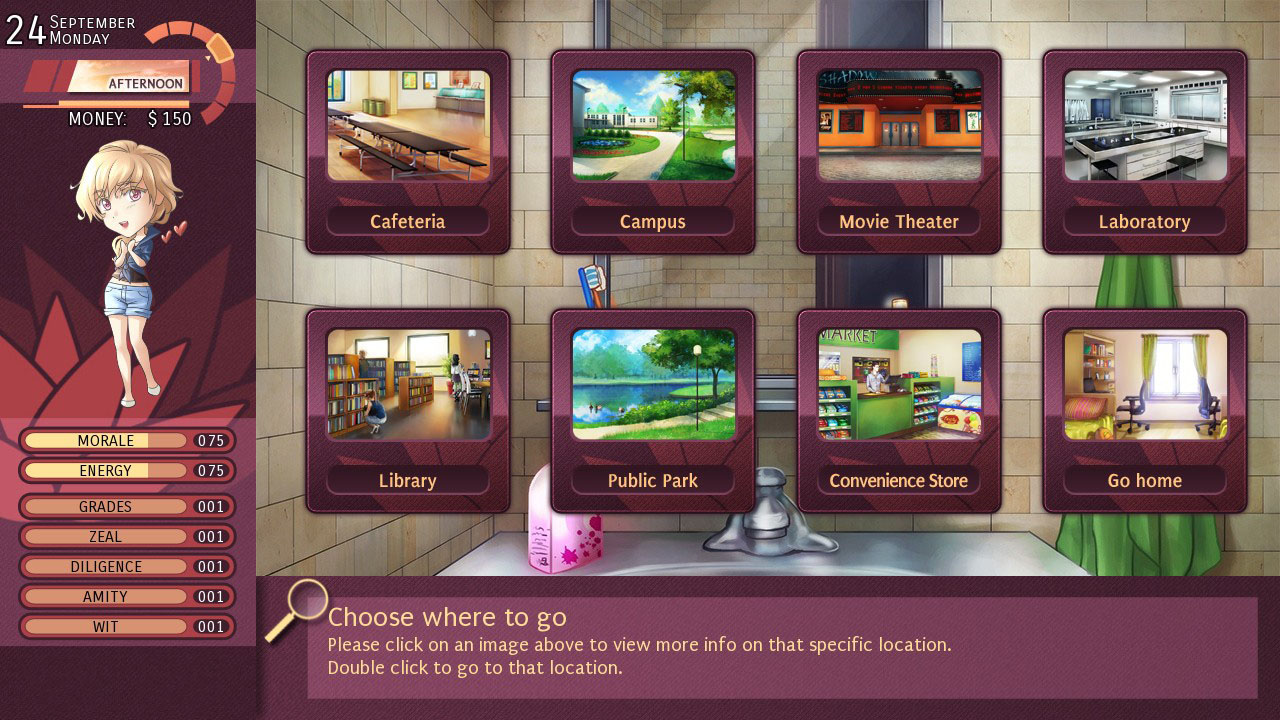 24 SEPTEMBER
MONDAY
AFTERNOON
MONEY: $ 150
MORALE 075
ENERGY 075
GRADES 001
ZEAL 001
DILIGENCE 001
AMITY 001
WIT 001
Cafeteria
Campus
Movie Theater
Laboratory
Library
MARKET
Public Park
Convenience Store
Go home
Choose where to go
Please click on an image above to view more info on that specific location.
Double click to go to that location.